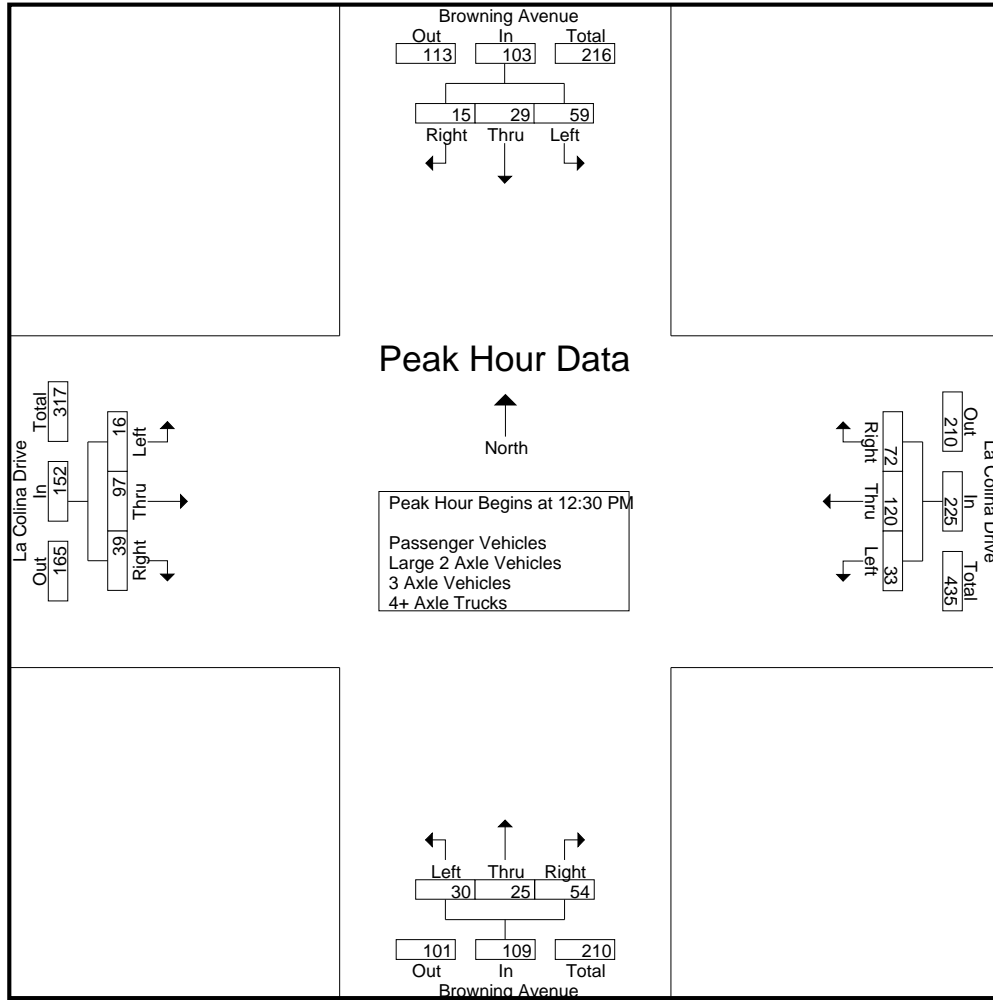 Browning Avenue
Out In Total
113 103 216
15 29 59
Right Thru Left
Peak Hour Data
North
Peak Hour Begins at 12:30 PM
Passenger Vehicles
Large 2 Axle Vehicles
3 Axle Vehicles
4+ Axle Trucks
La Colina Drive
Total In Out
317 152 165
16 97 39
Left Thru Right
La Colina Drive
Out In Total
210 225 435
72 120 33
Right Thru Left
Left Thru Right
30 25 54
101 109 210
Out In Total
Browning Avenue